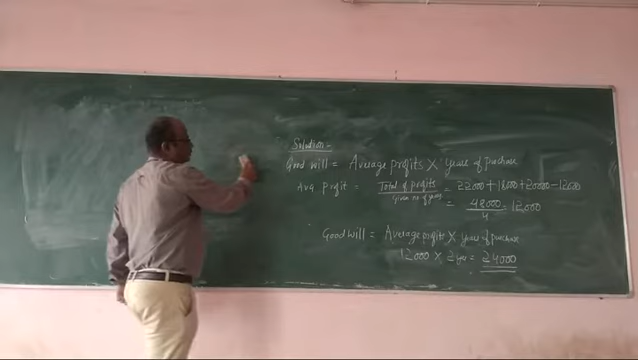 Solution -
Good will = Average profits X years of purchase
Avg profit = Total of profits / Given no of years = 22000 + 18000 + 20000 - 12000
= 48000 / 4 = 12,000
Good will = Average profits X years of purchase
12000 X 2 yrs = 24000